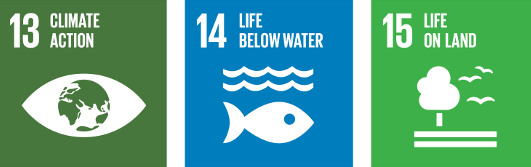 13 CLIMATE
ACTION
14 LIFE
BELOW WATER
15 LIFE
ON LAND